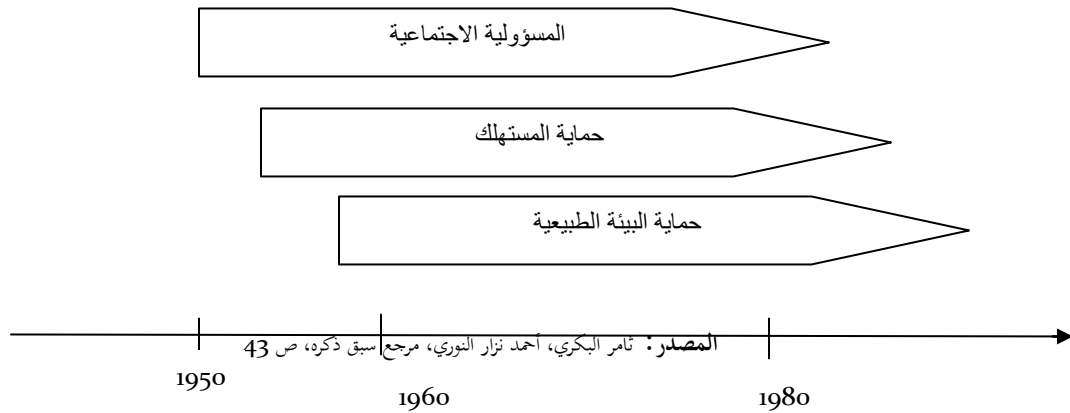 المسؤولية الاجتماعية
حماية المستهلك
حماية البيئة الطبيعية
المصدر: ثامر البكري، أحمد نزار النوري، مرجع سبق ذكره، ص 43
1950
1960
1980